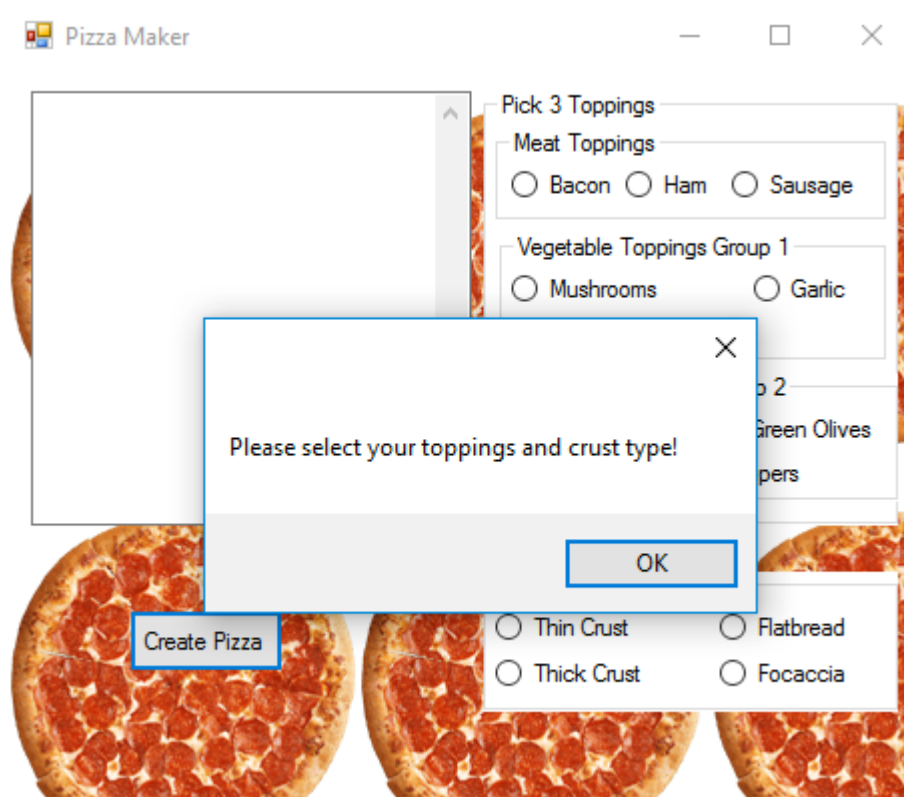 Pizza Maker
Pick 3 Toppings
Meat Toppings
Bacon Ham Sausage
Vegetable Toppings Group 1
Mushrooms Garlic
2
Green Olives
Please select your toppings and crust type!
OK
Create Pizza
Thin Crust Flatbread
Thick Crust Focaccia